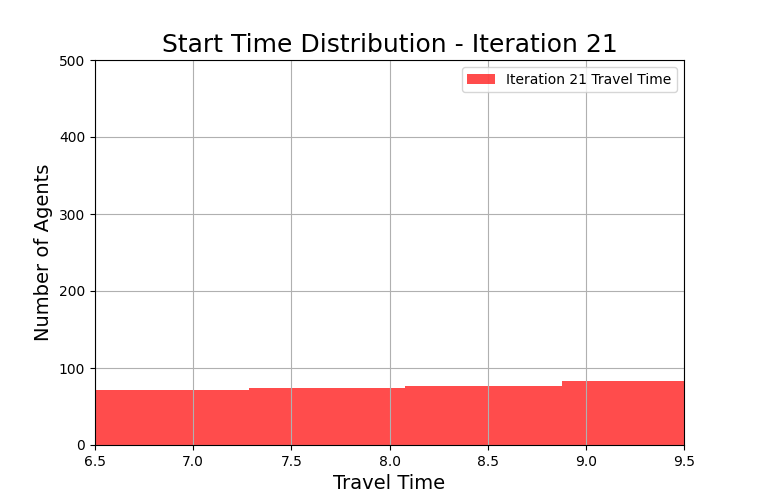 Start Time Distribution - Iteration 21
500
Iteration 21 Travel Time
400
300
200
100
0
Number of Agents
6.5 7.0 7.5 8.0 8.5 9.0 9.5
Travel Time